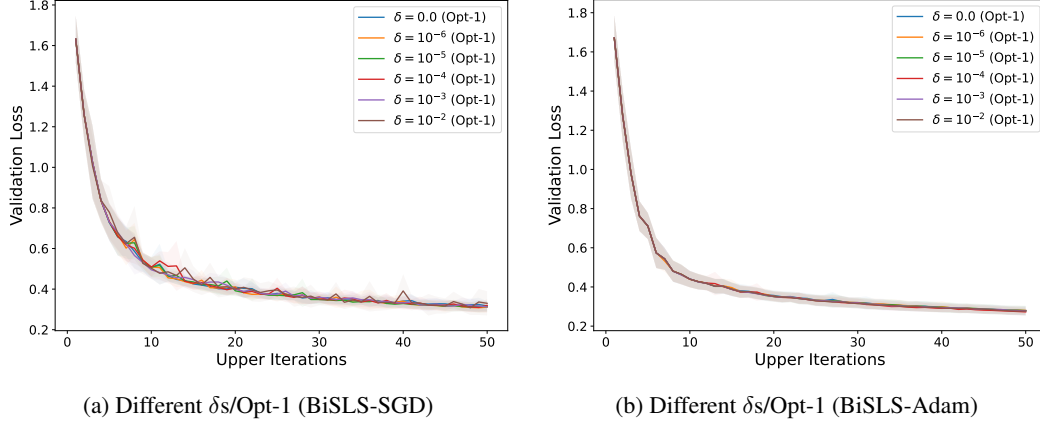 1.8
1.6
1.4
1.2
1.0
0.8
0.6
0.4
0.2
0
10
20
30
40
50
Validation Loss
Upper Iterations
δ = 0.0 (Opt-1)
δ = 10⁻⁶ (Opt-1)
δ = 10⁻⁵ (Opt-1)
δ = 10⁻⁴ (Opt-1)
δ = 10⁻³ (Opt-1)
δ = 10⁻² (Opt-1)
(a) Different δs/Opt-1 (BiSLS-SGD)
1.8
1.6
1.4
1.2
1.0
0.8
0.6
0.4
0.2
0
10
20
30
40
50
Validation Loss
Upper Iterations
δ = 0.0 (Opt-1)
δ = 10⁻⁶ (Opt-1)
δ = 10⁻⁵ (Opt-1)
δ = 10⁻⁴ (Opt-1)
δ = 10⁻³ (Opt-1)
δ = 10⁻² (Opt-1)
(b) Different δs/Opt-1 (BiSLS-Adam)